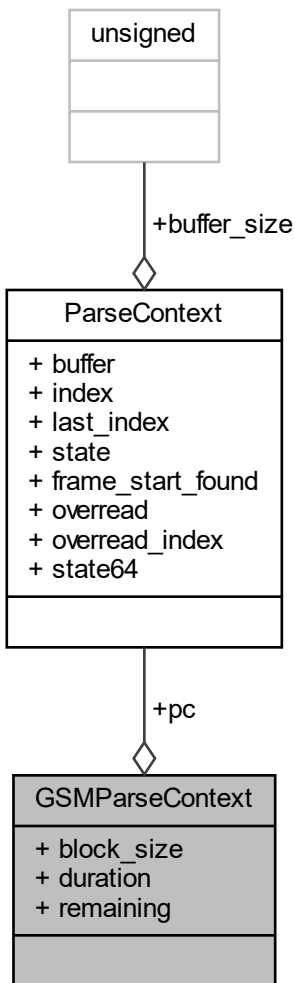 unsigned
+buffer_size
ParseContext
+ buffer
+ index
+ last_index
+ state
+ frame_start_found
+ overread
+ overread_index
+ state64
+pc
GSMParseContext
+ block_size
+ duration
+ remaining